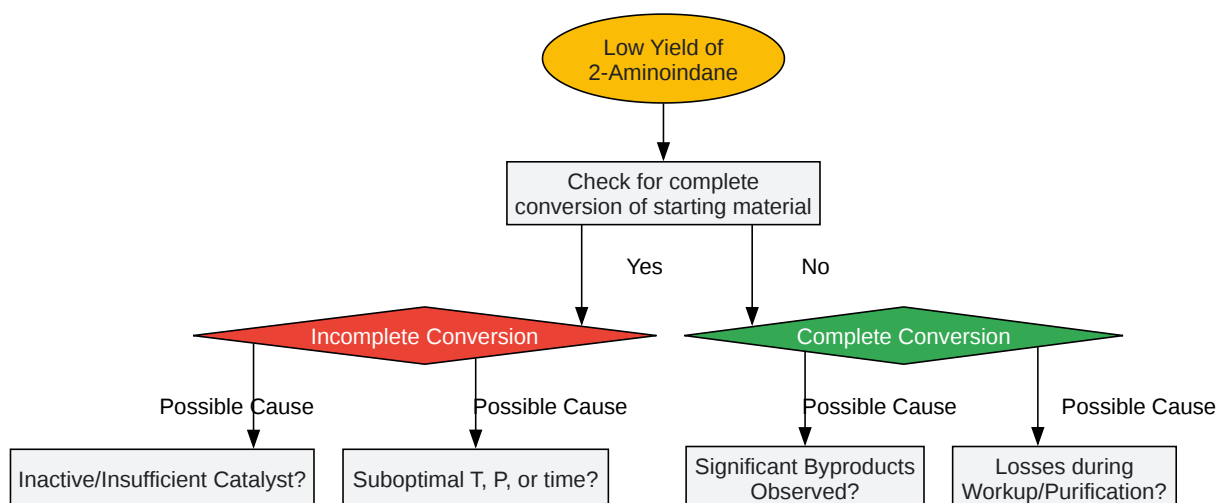 Low Yield of
2-Aminoindane
Check for complete
conversion of starting material
Yes
No
Incomplete Conversion
Complete Conversion
Possible Cause
Possible Cause
Possible Cause
Possible Cause
Inactive/Insufficient Catalyst?
Suboptimal T, P, or time?
Significant Byproducts
Observed?
Losses during
Workup/Purification?